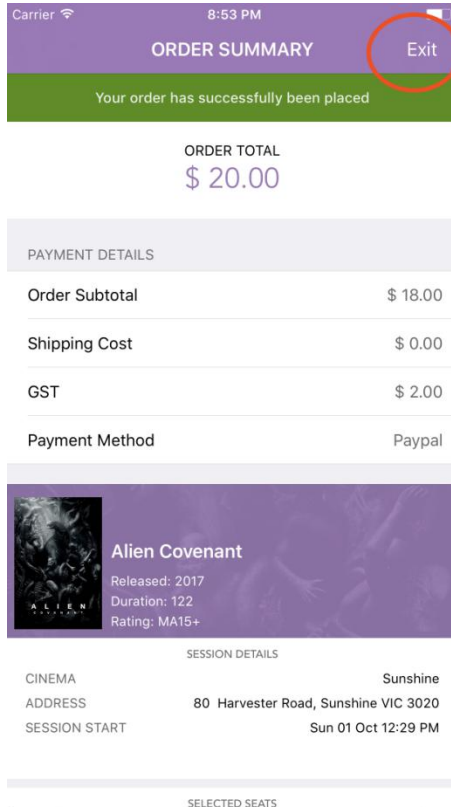 Carrier 8:53 PM
ORDER SUMMARY Exit
Your order has successfully been placed
ORDER TOTAL
$ 20.00
PAYMENT DETAILS
Order Subtotal $ 18.00
Shipping Cost $ 0.00
GST $ 2.00
Payment Method Paypal
Alien Covenant
Released: 2017
Duration: 122
Rating: MA15+
ALIEN
COVENANT
SESSION DETAILS
CINEMA Sunshine
ADDRESS 80 Harvester Road, Sunshine VIC 3020
SESSION START Sun 01 Oct 12:29 PM
SELECTED SEATS